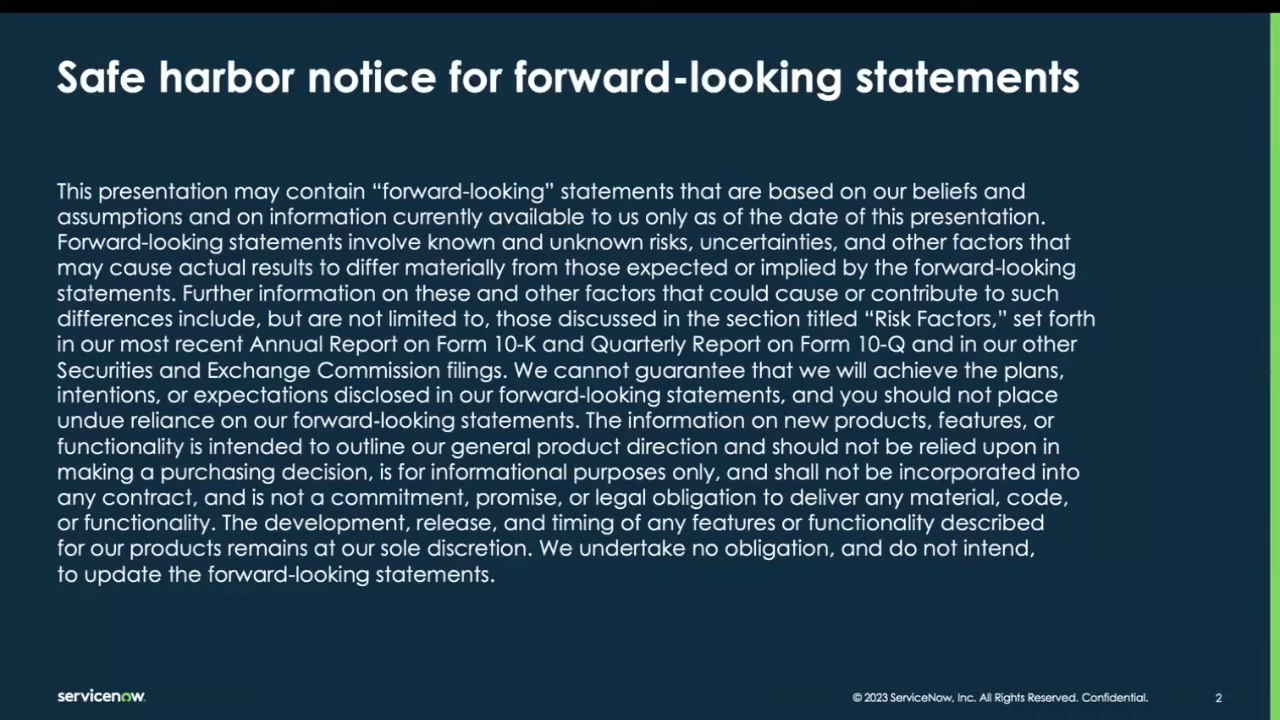 Safe harbor notice for forward-looking statements
This presentation may contain “forward-looking” statements that are based on our beliefs and
assumptions and on information currently available to us only as of the date of this presentation.
Forward-looking statements involve known and unknown risks, uncertainties, and other factors that
may cause actual results to differ materially from those expected or implied by the forward-looking
statements. Further information on these and other factors that could cause or contribute to such
differences include, but are not limited to, those discussed in the section titled “Risk Factors,” set forth
in our most recent Annual Report on Form 10-K and Quarterly Report on Form 10-Q and in our other
Securities and Exchange Commission filings. We cannot guarantee that we will achieve the plans,
intentions, or expectations disclosed in our forward-looking statements, and you should not place
undue reliance on our forward-looking statements. The information on new products, features, or
functionality is intended to outline our general product direction and should not be relied upon in
making a purchasing decision, is for informational purposes only, and shall not be incorporated into
any contract, and is not a commitment, promise, or legal obligation to deliver any material, code,
or functionality. The development, release, and timing of any features or functionality described
for our products remains at our sole discretion. We undertake no obligation, and do not intend,
to update the forward-looking statements.
servicenow
© 2023 ServiceNow, Inc. All Rights Reserved. Confidential.
2